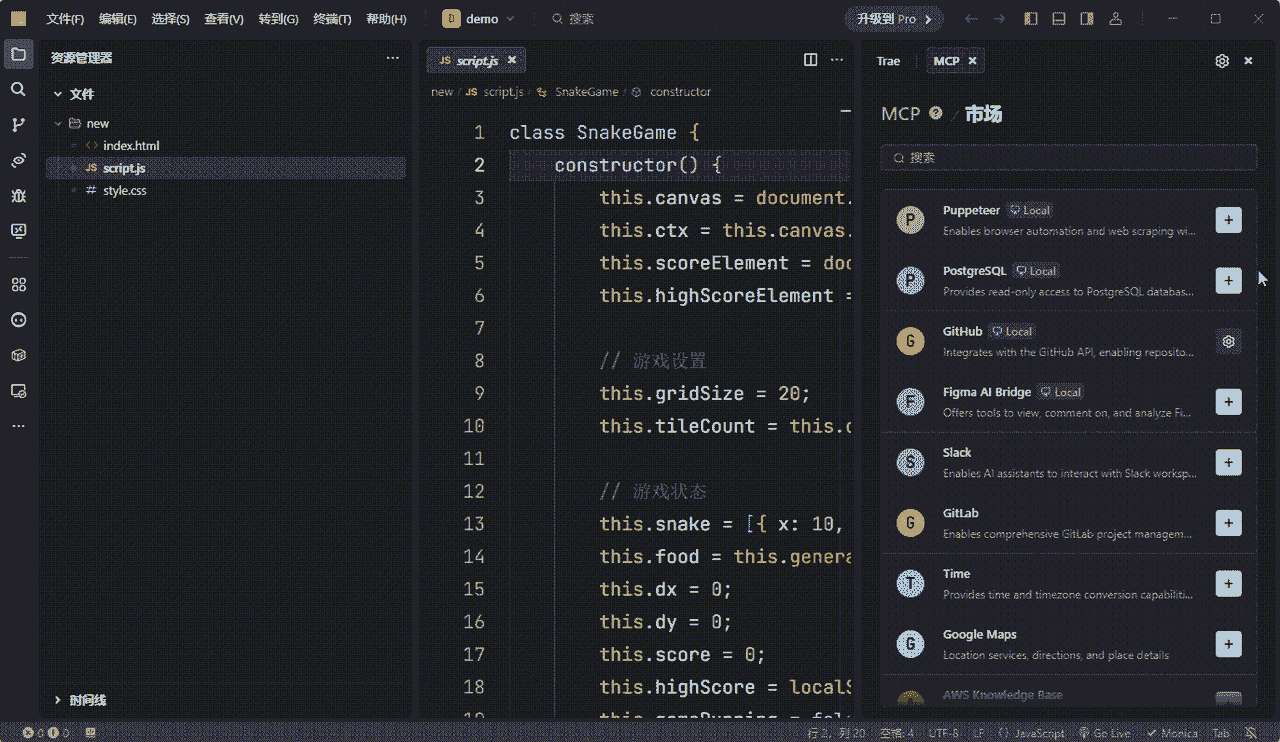 文件(F) 编辑(E) 选择(S) 查看(V) 转到(G) 终端(T) 帮助(H) demo 搜索 升级到 Pro
资源管理器
文件
new
index.html
JS script.js
# style.css
时间线
JS script.js
new JS script.js SnakeGame constructor
1 class SnakeGame {
2 constructor() {
3 this.canvas = document.
4 this.ctx = this.canvas.
5 this.scoreElement = doc
6 this.highScoreElement =
7
8 // 游戏设置
9 this.gridSize = 20;
10 this.tileCount = this.c
11
12 // 游戏状态
13 this.snake = [{ x: 10,
14 this.food = this.genera
15 this.dx = 0;
16 this.dy = 0;
17 this.score = 0;
18 this.highScore = localS
19 this.gameRunning = fals
Trae MCP
MCP ? / 市场
搜索
P Puppeteer Local
Enables browser automation and web scraping wi...
P PostgreSQL Local
Provides read-only access to PostgreSQL databas...
G GitHub Local
Integrates with the GitHub API, enabling reposito...
F Figma AI Bridge Local
Offers tools to view, comment on, and analyze Fi...
S Slack
Enables AI assistants to interact with Slack worksp...
G GitLab
Enables comprehensive GitLab project managem...
T Time
Provides time and timezone conversion capabiliti...
G Google Maps
Location services, directions, and place details
AWS Knowledge Base
0 0 行 2，列 20 空格: 4 UTF-8 LF {} JavaScript Go Live Monica Tab